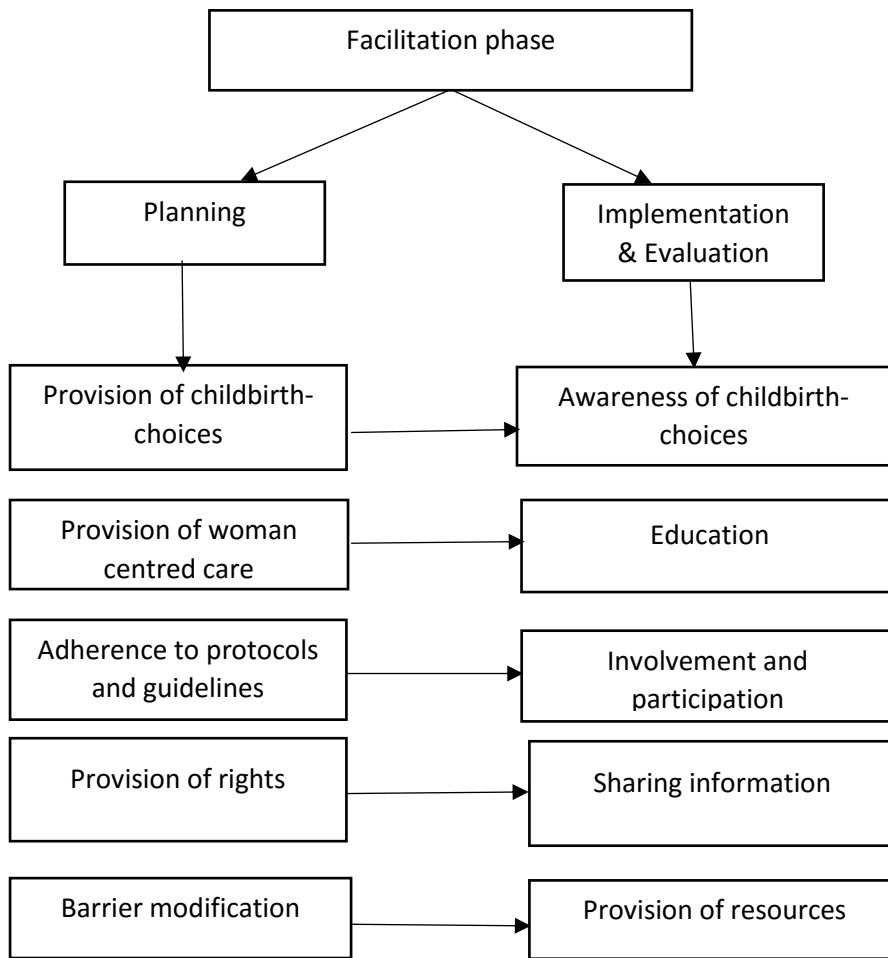 Facilitation phase
Planning
Implementation
& Evaluation
Provision of childbirth-
choices
Awareness of childbirth-
choices
Provision of woman
centred care
Education
Adherence to protocols
and guidelines
Involvement and
participation
Provision of rights
Sharing information
Barrier modification
Provision of resources